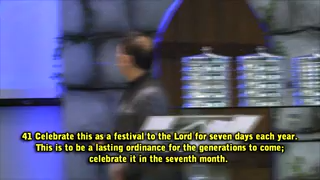 41 Celebrate this as a festival to the Lord for seven days each year.
This is to be a lasting ordinance for the generations to come;
celebrate it in the seventh month.